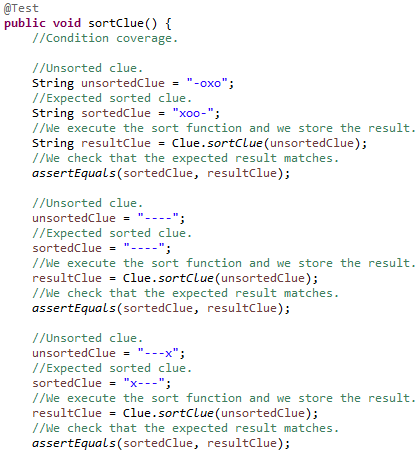 @Test
public void sortClue() {
//Condition coverage.
//Unsorted clue.
String unsortedClue = "-oxo";
//Expected sorted clue.
String sortedClue = "xoo-";
//We execute the sort function and we store the result.
String resultClue = Clue.sortClue(unsortedClue);
//We check that the expected result matches.
assertEquals(sortedClue, resultClue);
//Unsorted clue.
unsortedClue = "----";
//Expected sorted clue.
sortedClue = "----";
//We execute the sort function and we store the result.
resultClue = Clue.sortClue(unsortedClue);
//We check that the expected result matches.
assertEquals(sortedClue, resultClue);
//Unsorted clue.
unsortedClue = "---x";
//Expected sorted clue.
sortedClue = "x---";
//We execute the sort function and we store the result.
resultClue = Clue.sortClue(unsortedClue);
//We check that the expected result matches.
assertEquals(sortedClue, resultClue);